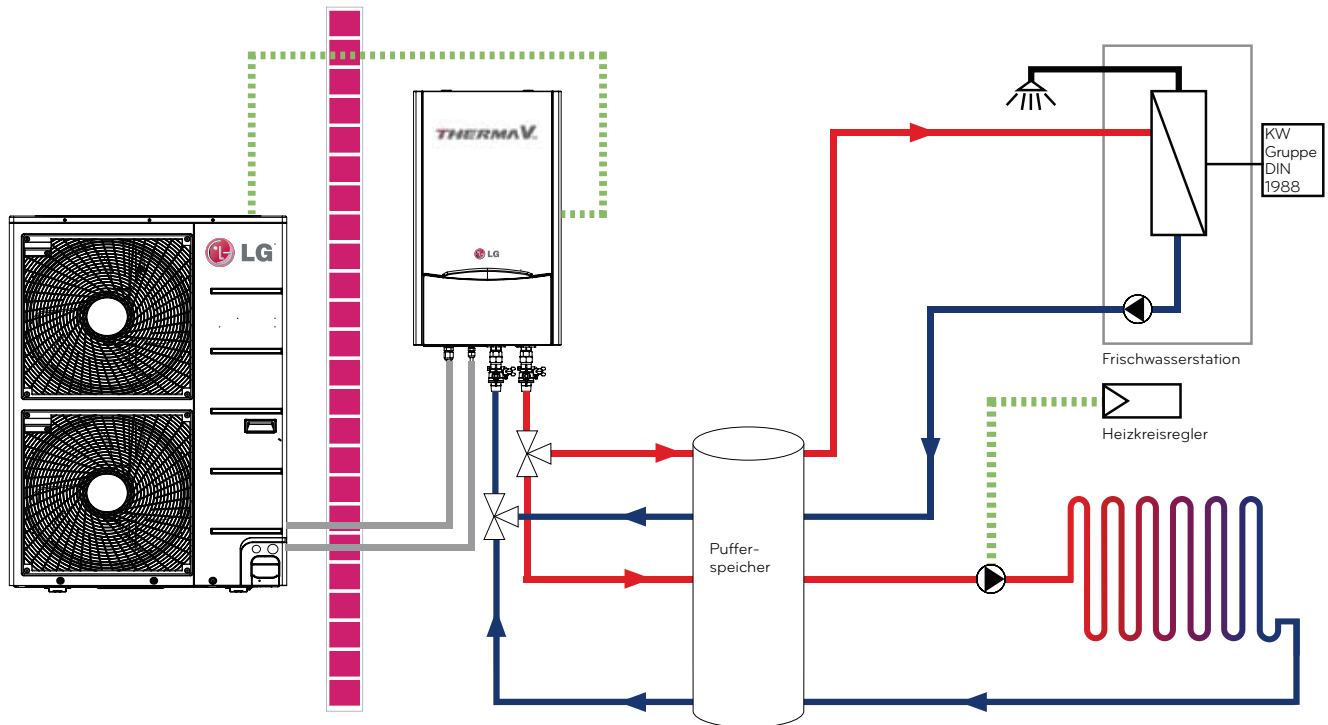 THERMA V
LG
LG
KW
Gruppe
DIN
1988
Frischwasserstation
Heizkreisregler
Puffer-
speicher